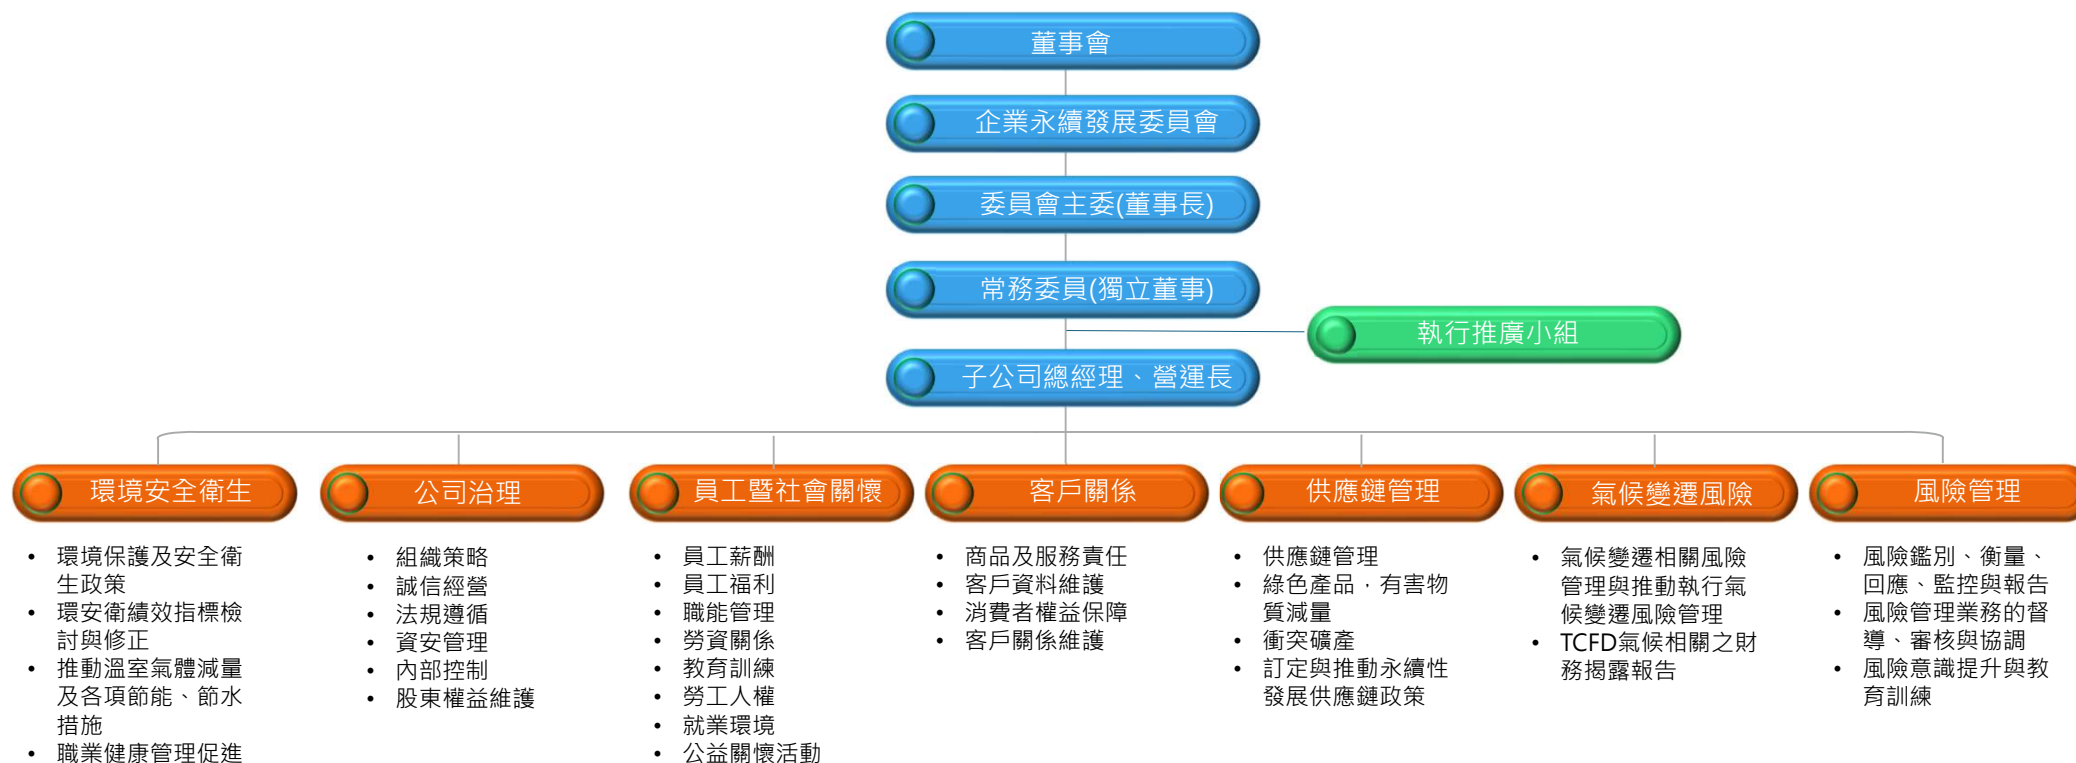 董事會
企業永續發展委員會
委員會主委(董事長)
常務委員(獨立董事)
執行推廣小組
子公司總經理、營運長
環境安全衛生
• 環境保護及安全衛
生政策
• 環安衛績效指標檢
討與修正
• 推動溫室氣體減量
及各項節能、節水
措施
• 職業健康管理促進
公司治理
• 組織策略
• 誠信經營
• 法規遵循
• 資安管理
• 內部控制
• 股東權益維護
員工暨社會關懷
• 員工薪酬
• 員工福利
• 職能管理
• 勞資關係
• 教育訓練
• 勞工人權
• 就業環境
• 公益關懷活動
客戶關係
• 商品及服務責任
• 客戶資料維護
• 消費者權益保障
• 客戶關係維護
供應鏈管理
• 供應鏈管理
• 綠色產品，有害物
質減量
• 衝突礦產
• 訂定與推動永續性
發展供應鏈政策
氣候變遷風險
• 氣候變遷相關風險
管理與推動執行氣
候變遷風險管理
• TCFD氣候相關之財
務揭露報告
風險管理
• 風險鑑別、衡量、
回應、監控與報告
• 風險管理業務的督
導、審核與協調
• 風險意識提升與教
育訓練